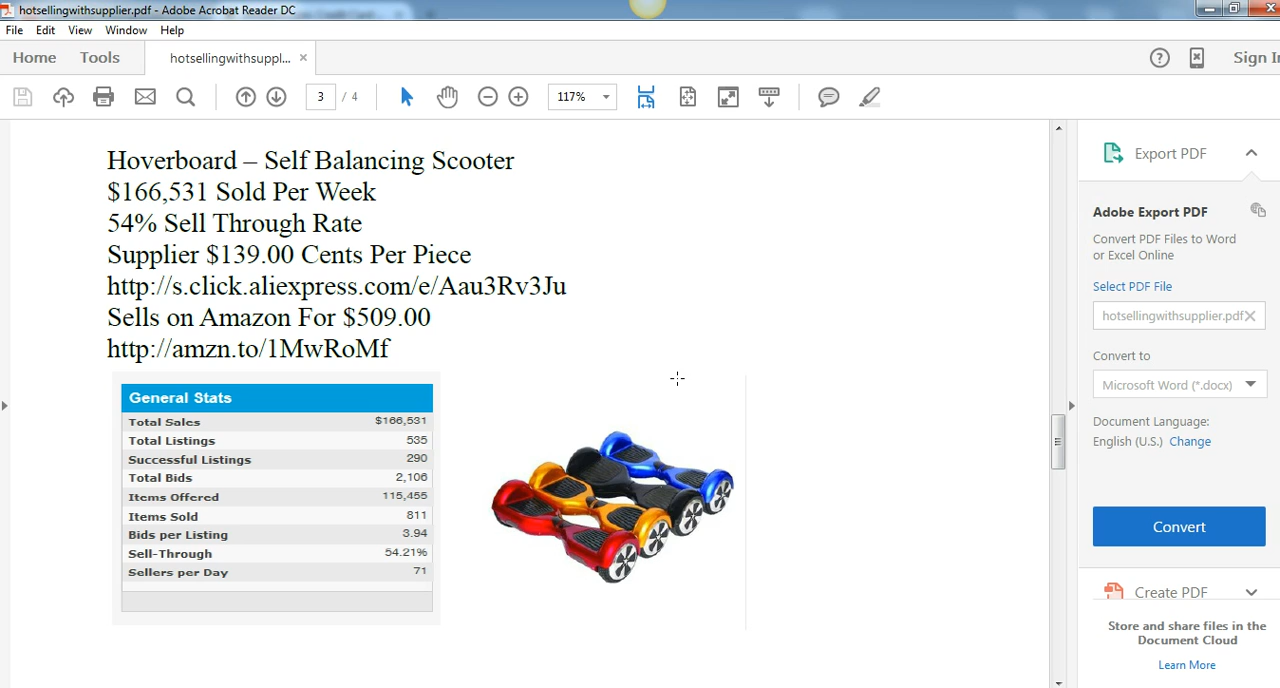 hotsellingwithsupplier.pdf - Adobe Acrobat Reader DC
File Edit View Window Help
Home Tools hotsellingwithsuppl... × Sign In
3 / 4 117%
Hoverboard – Self Balancing Scooter
$166,531 Sold Per Week
54% Sell Through Rate
Supplier $139.00 Cents Per Piece
http://s.click.aliexpress.com/e/Aau3Rv3Ju
Sells on Amazon For $509.00
http://amzn.to/1MwRoMf
General Stats
Total Sales $166,531
Total Listings 535
Successful Listings 290
Total Bids 2,106
Items Offered 115,455
Items Sold 811
Bids per Listing 3.94
Sell-Through 54.21%
Sellers per Day 71
Export PDF
Adobe Export PDF
Convert PDF Files to Word
or Excel Online
Select PDF File
hotsellingwithsupplier.pdf ×
Convert to
Microsoft Word (*.docx)
Document Language:
English (U.S.) Change
Convert
Create PDF
Store and share files in the
Document Cloud
Learn More